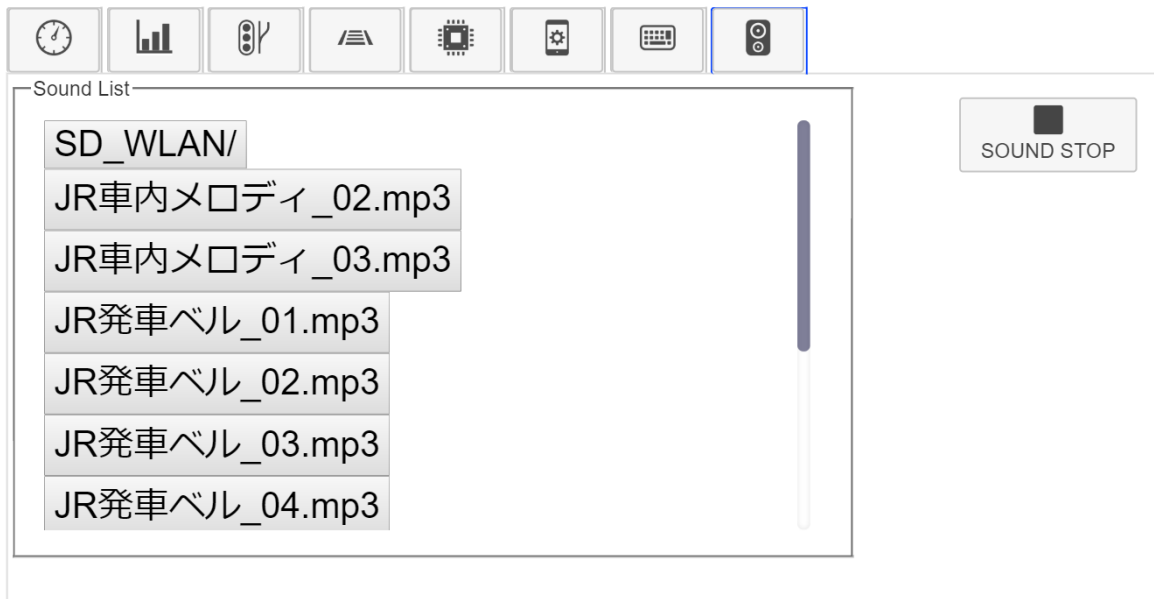 Sound List
SD_WLAN/
JR車内メロディ_02.mp3
JR車内メロディ_03.mp3
JR発車ベル_01.mp3
JR発車ベル_02.mp3
JR発車ベル_03.mp3
JR発車ベル_04.mp3
SOUND STOP